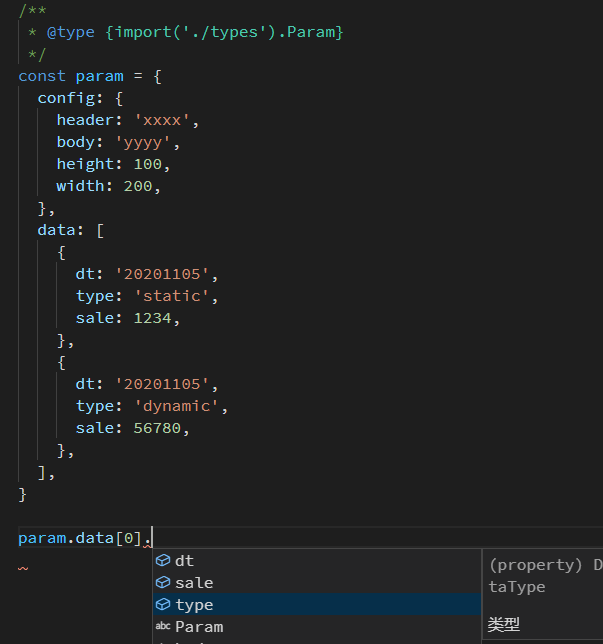 /**
 * @type {import('./types').Param}
 */
const param = {
  config: {
    header: 'xxxx',
    body: 'yyyy',
    height: 100,
    width: 200,
  },
  data: [
    {
      dt: '20201105',
      type: 'static',
      sale: 1234,
    },
    {
      dt: '20201105',
      type: 'dynamic',
      sale: 56780,
    },
  ],
}
param.data[0].
dt
sale
type
abc Param
(property) D
taType
类型